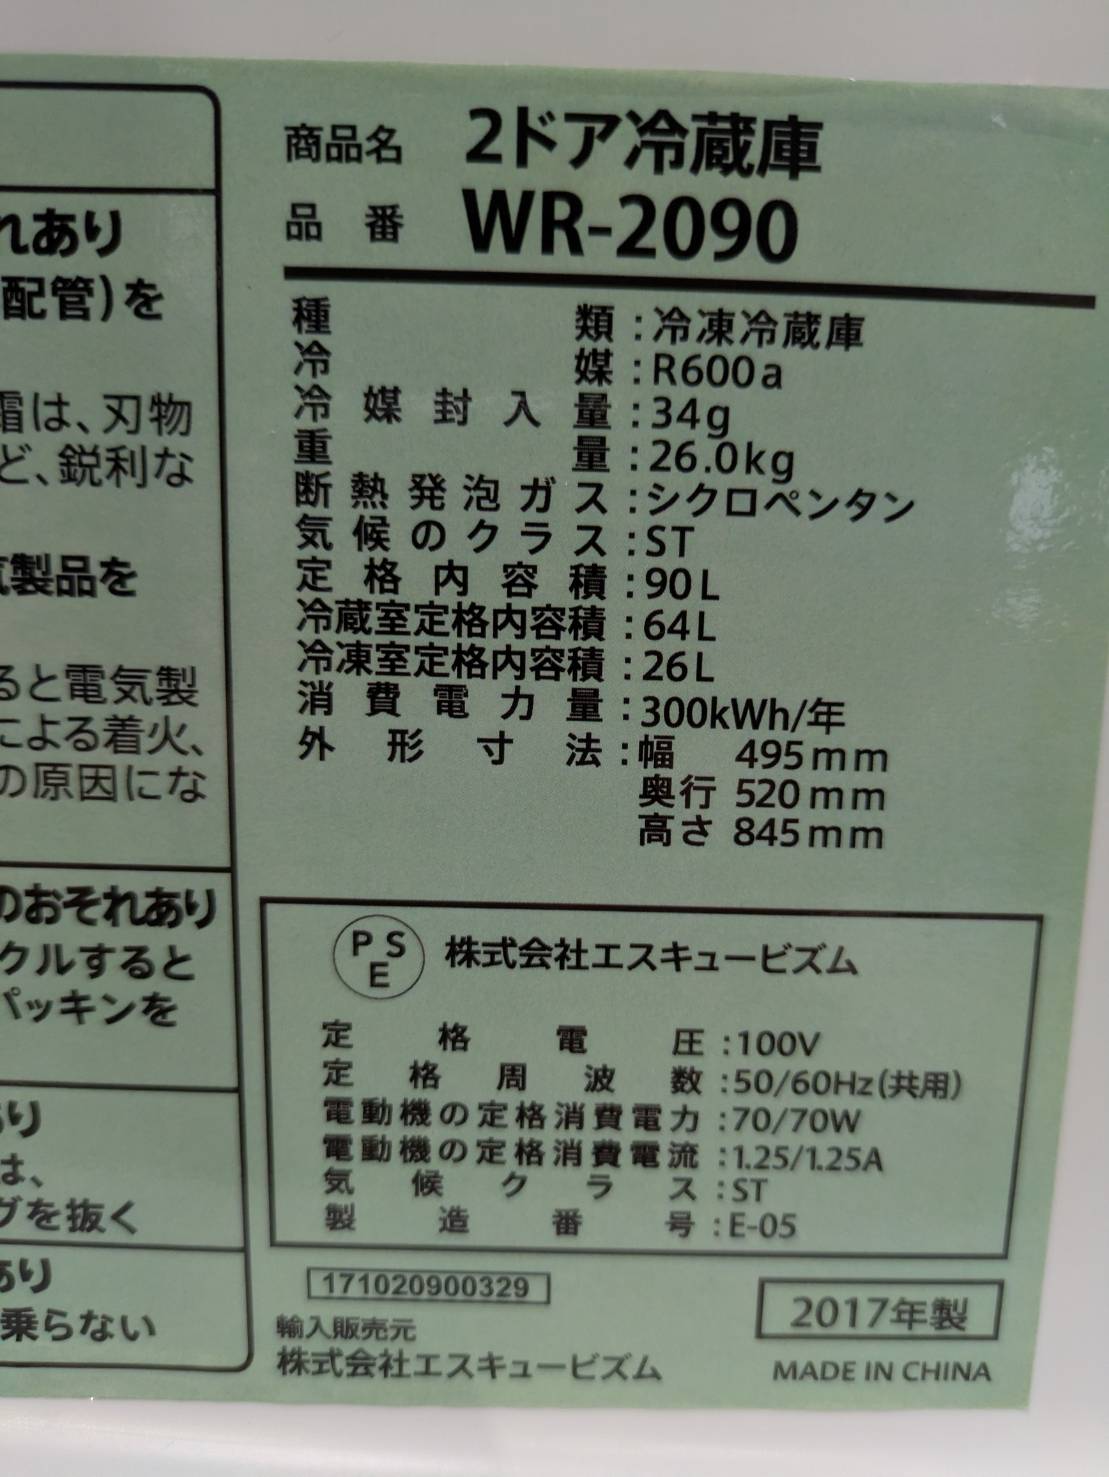 商品名 2ドア冷蔵庫
品番 WR-2090
種類：冷凍冷蔵庫
冷媒：R600a
冷媒封入量：34g
重量：26.0kg
断熱発泡ガス：シクロペンタン
気候のクラス：ST
定格内容積：90L
冷蔵室定格内容積：64L
冷凍室定格内容積：26L
消費電力量：300kWh/年
外形寸法：幅 495mm
奥行 520mm
高さ 845mm
PSE 株式会社エスキュービズム
定格電圧：100V
定格周波数：50/60Hz(共用)
電動機の定格消費電力：70/70W
電動機の定格消費電流：1.25/1.25A
気候クラス：ST
製造番号：E-05
171020900329
輸入販売元
株式会社エスキュービズム
2017年製
MADE IN CHINA
れあり
配管)を
霜は、刃物
ど、鋭利な
気製品を
ると電気製
による着火、
の原因にな
のおそれあり
クルすると
パッキンを
あり
は、
グを抜く
あり
乗らない